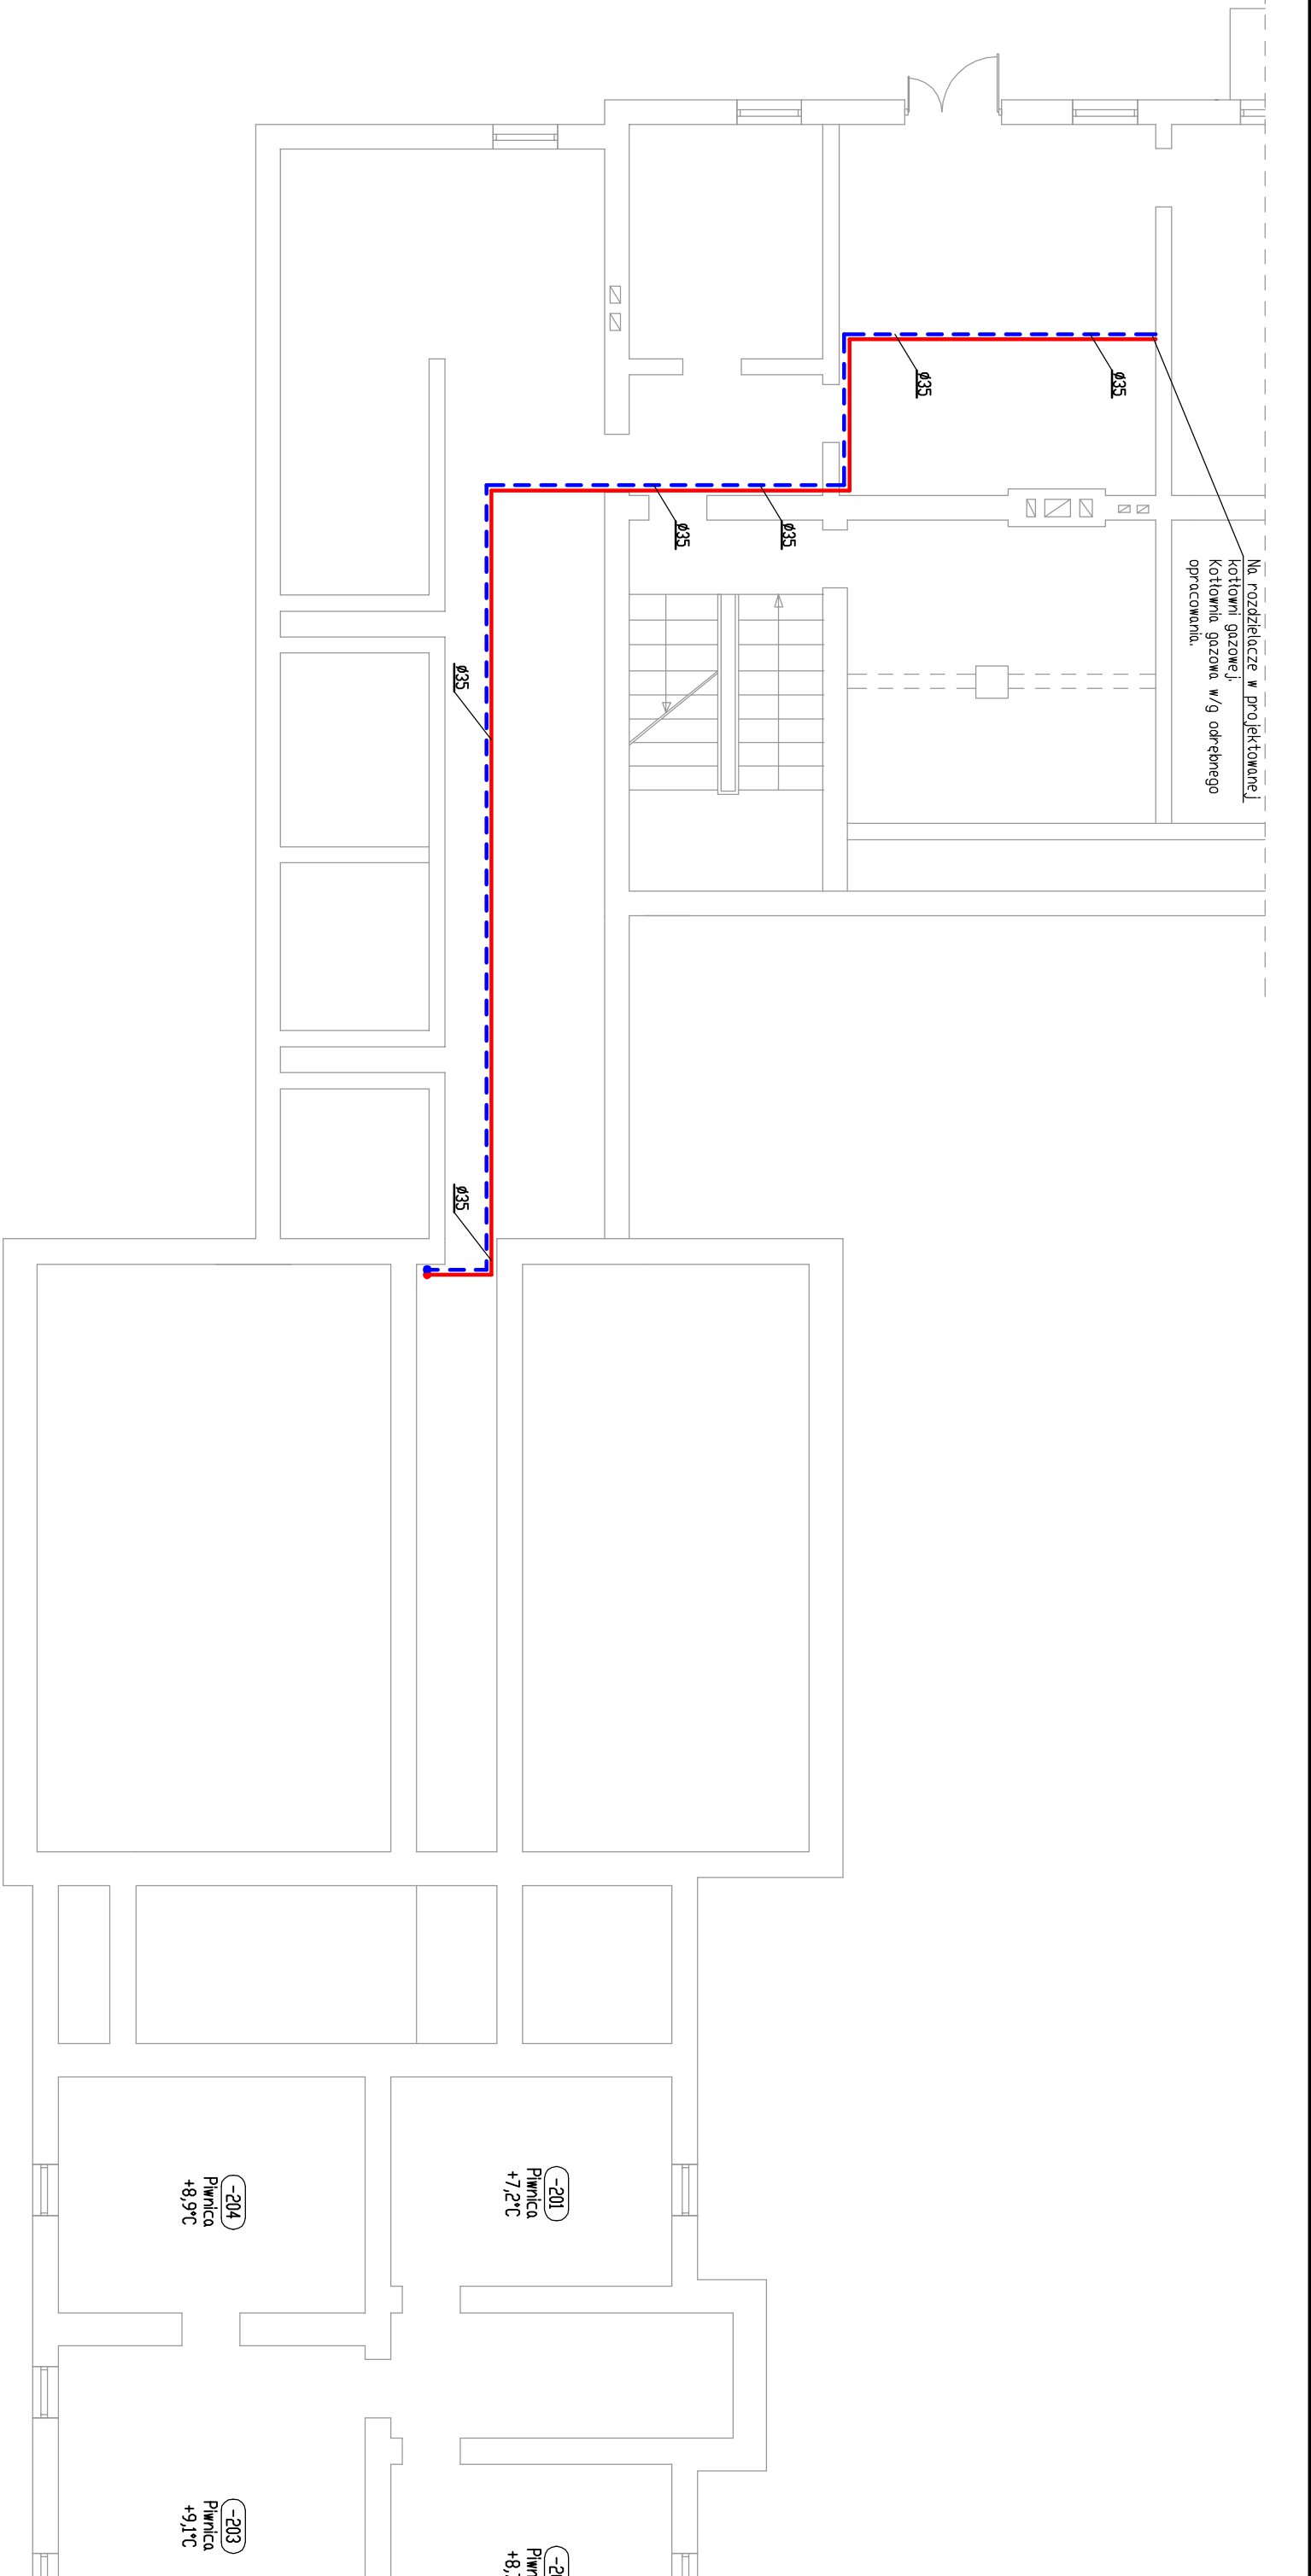 Na rozdzielacze w projektowanej
kotłowni gazowej.
Kotłownia gazowa w/g odrębnego
opracowania.
ø35
ø35
ø35
ø35
ø35
ø35
-201
Piwnica
+7,2°C
-204
Piwnica
+8,9°C
-203
Piwnica
+9,1°C